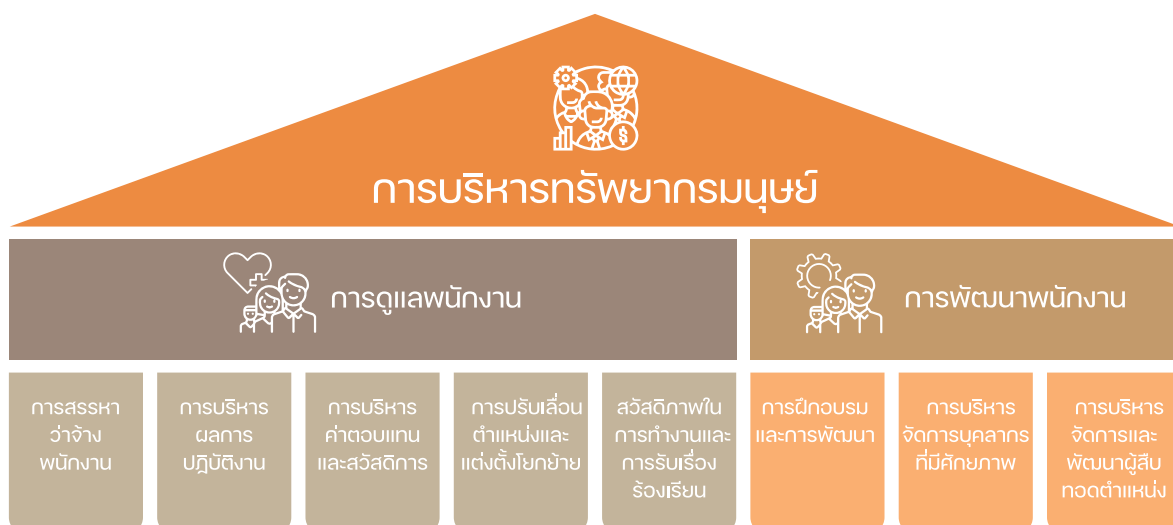 การบริหารทรัพยากรมนุษย์
การดูแลพนักงาน
การพัฒนาพนักงาน
การสรรหา
ว่าจ้าง
พนักงาน
การบริหาร
ผลการ
ปฎิบัติงาน
การบริหาร
ค่าตอบแทน
และสวัสดิการ
การปรับเลื่อน
ตำแหน่งและ
แต่งตั้งโยกย้าย
สวัสดิภาพใน
การทำงานและ
การรับเรื่อง
ร้องเรียน
การฝึกอบรม
และการพัฒนา
การบริหาร
จัดการบุคลากร
ที่มีศักยภาพ
การบริหาร
จัดการและ
พัฒนาผู้สืบ
ทอดตำแหน่ง